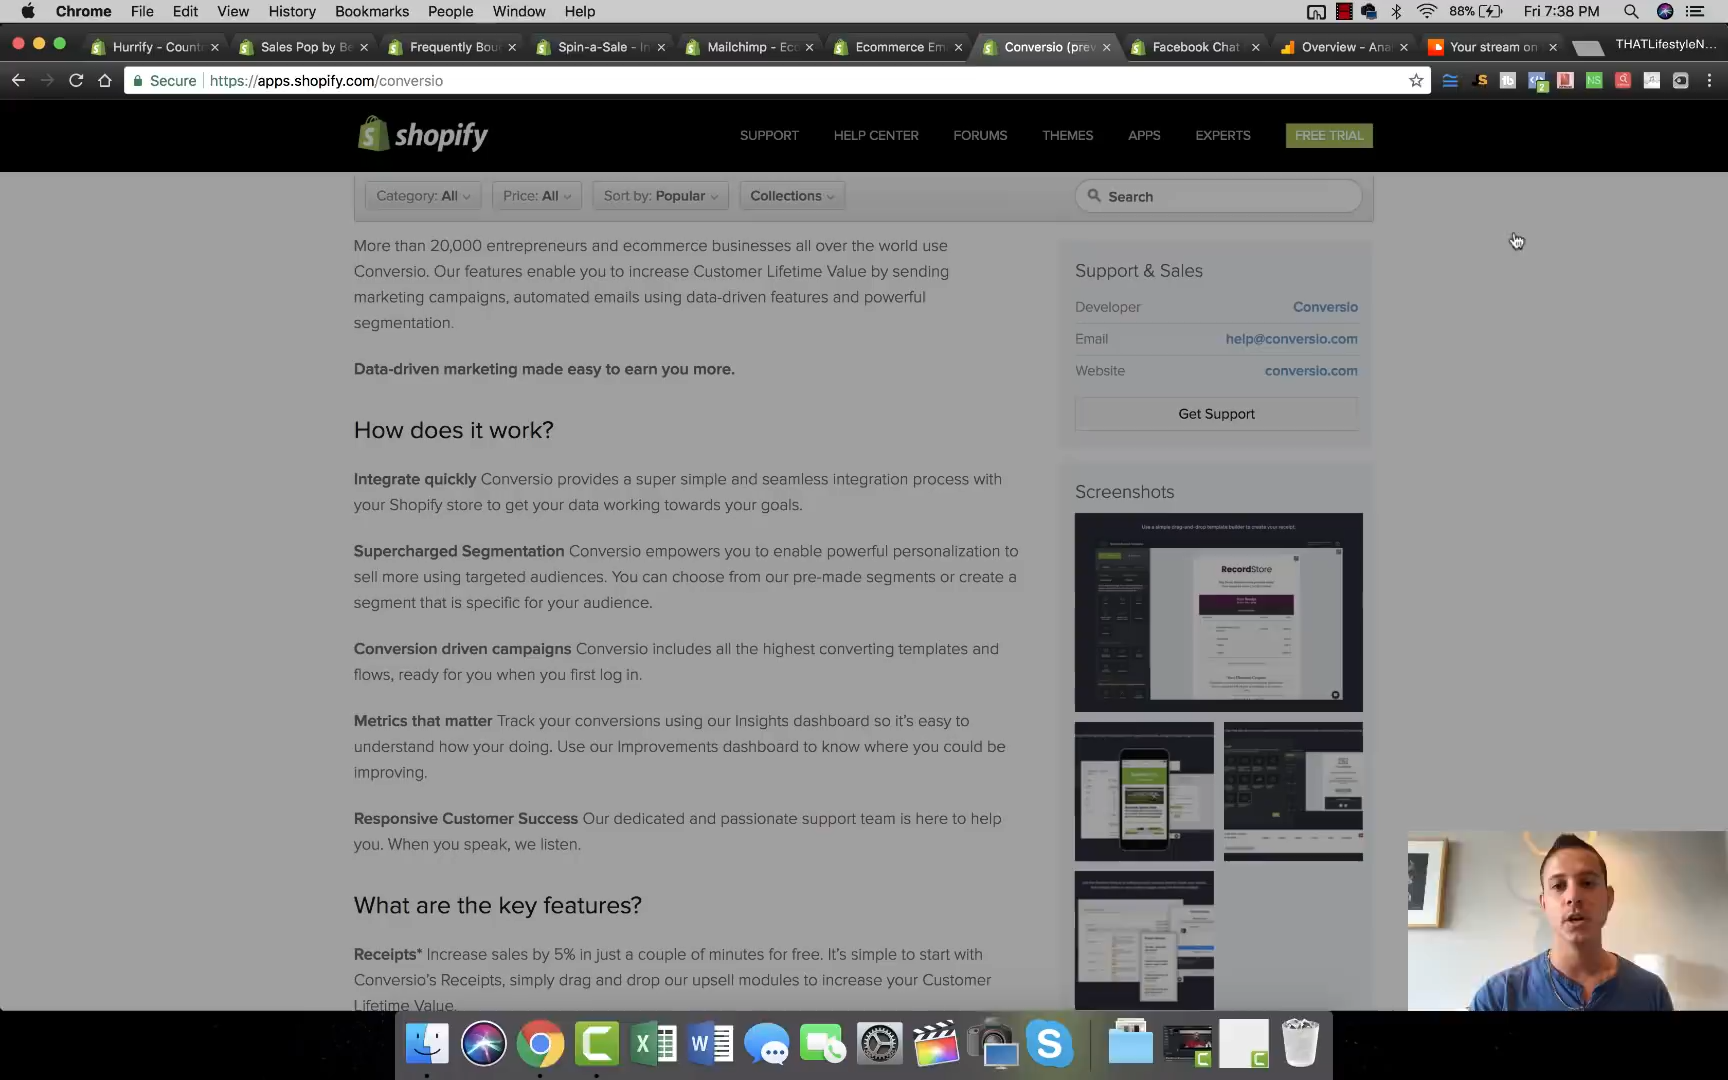 Chrome File Edit View History Bookmarks People Window Help 88% Fri 7:38 PM
Hurrify - Count Sales Pop by Be Frequently Bou Spin-a-Sale - In Mailchimp - Eco Ecommerce Em Conversio (prev Facebook Chat Overview - Ana Your stream on THATLifestyleN...
Secure https://apps.shopify.com/conversio
shopify SUPPORT HELP CENTER FORUMS THEMES APPS EXPERTS FREE TRIAL
Category: All Price: All Sort by: Popular Collections Search
More than 20,000 entrepreneurs and ecommerce businesses all over the world use
Conversio. Our features enable you to increase Customer Lifetime Value by sending
marketing campaigns, automated emails using data-driven features and powerful
segmentation.
Data-driven marketing made easy to earn you more.
How does it work?
Integrate quickly Conversio provides a super simple and seamless integration process with
your Shopify store to get your data working towards your goals.
Supercharged Segmentation Conversio empowers you to enable powerful personalization to
sell more using targeted audiences. You can choose from our pre-made segments or create a
segment that is specific for your audience.
Conversion driven campaigns Conversio includes all the highest converting templates and
flows, ready for you when you first log in.
Metrics that matter Track your conversions using our Insights dashboard so it's easy to
understand how your doing. Use our Improvements dashboard to know where you could be
improving.
Responsive Customer Success Our dedicated and passionate support team is here to help
you. When you speak, we listen.
What are the key features?
Receipts* Increase sales by 5% in just a couple of minutes for free. It's simple to start with
Conversio's Receipts, simply drag and drop our upsell modules to increase your Customer
Lifetime Value.
Support & Sales
Developer Conversio
Email help@conversio.com
Website conversio.com
Get Support
Screenshots
Use a simple drag-and-drop template builder to create your receipt.
RecordStore